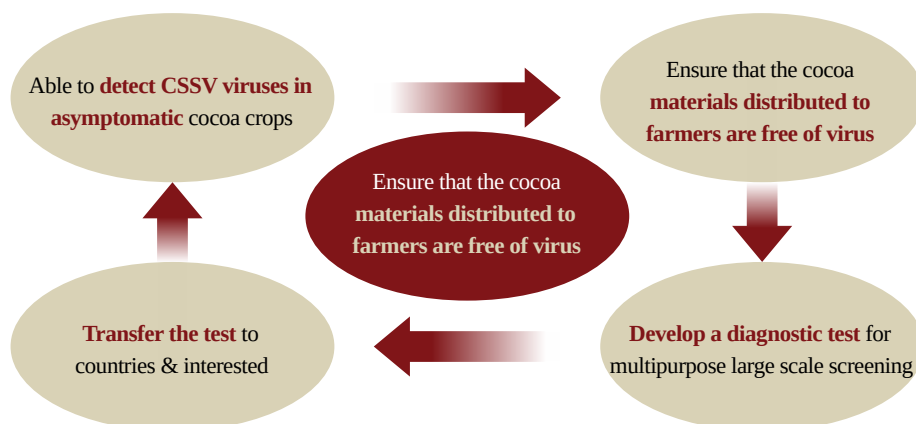 Able to detect CSSV viruses in
asymptomatic cocoa crops
Ensure that the cocoa
materials distributed to
farmers are free of virus
Ensure that the cocoa
materials distributed to
farmers are free of virus
Transfer the test to
countries & interested
Develop a diagnostic test for
multipurpose large scale screening